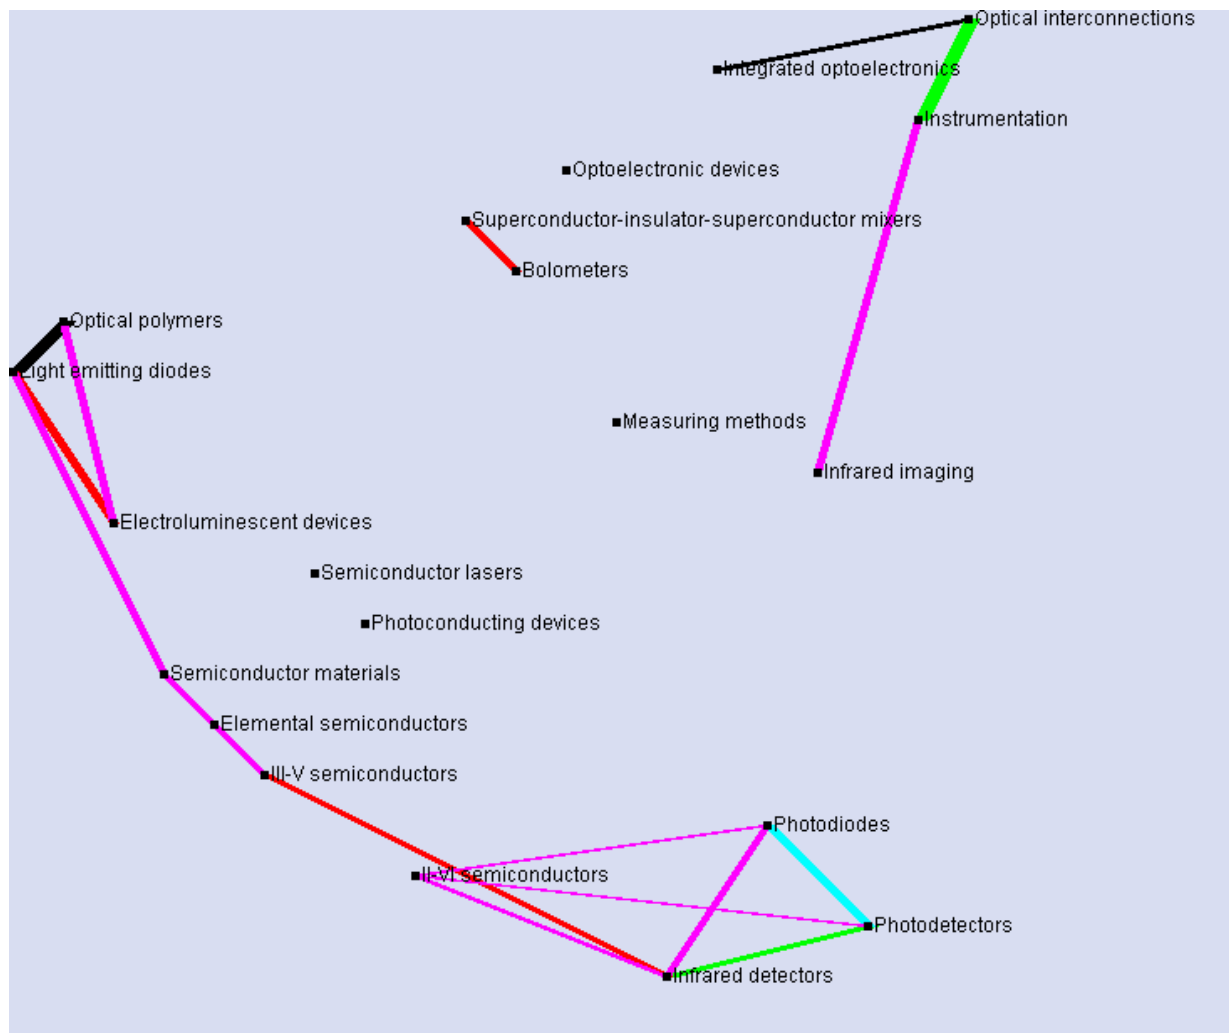 Optical interconnections
Integrated optoelectronics
Instrumentation
Optoelectronic devices
Superconductor-insulator-superconductor mixers
Bolometers
Optical polymers
Light emitting diodes
Measuring methods
Infrared imaging
Electroluminescent devices
Semiconductor lasers
Photoconducting devices
Semiconductor materials
Elemental semiconductors
III-V semiconductors
Photodiodes
II-VI semiconductors
Photodetectors
Infrared detectors